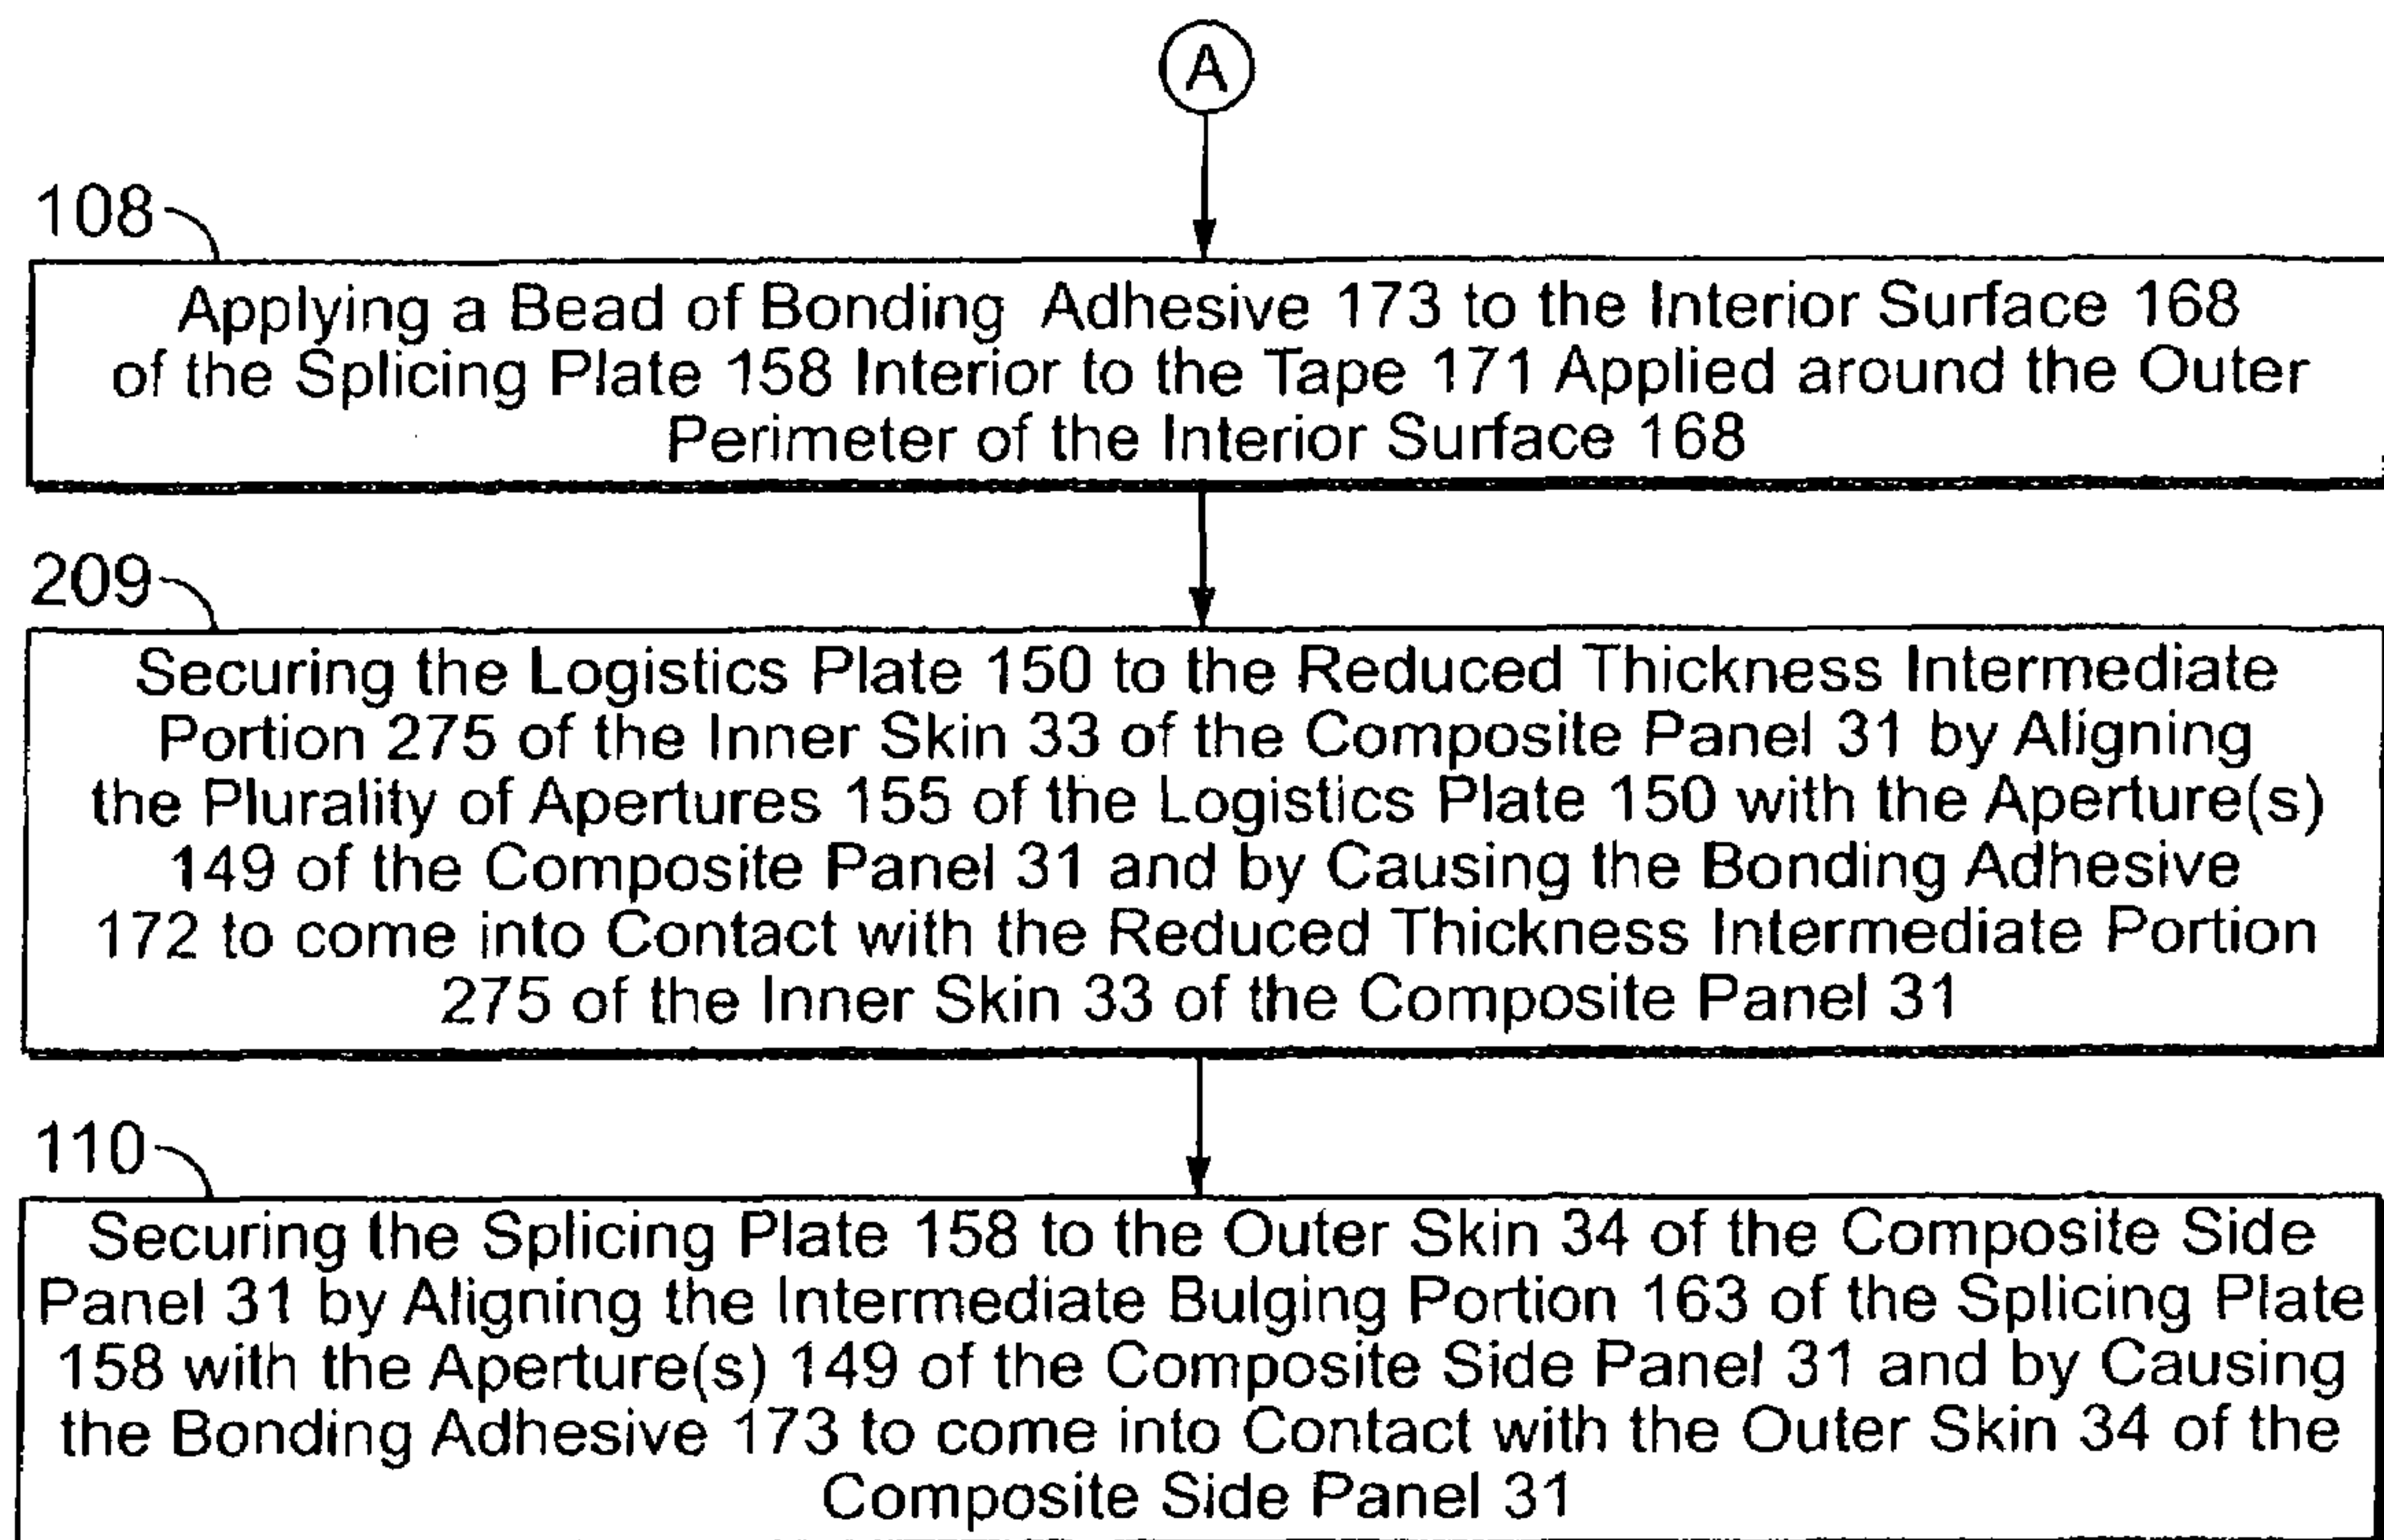 A
108
Applying a Bead of Bonding Adhesive 173 to the Interior Surface 168
of the Splicing Plate 158 Interior to the Tape 171 Applied around the Outer
Perimeter of the Interior Surface 168
209
Securing the Logistics Plate 150 to the Reduced Thickness Intermediate
Portion 275 of the Inner Skin 33 of the Composite Panel 31 by Aligning
the Plurality of Apertures 155 of the Logistics Plate 150 with the Aperture(s)
149 of the Composite Panel 31 and by Causing the Bonding Adhesive
172 to come into Contact with the Reduced Thickness Intermediate Portion
275 of the Inner Skin 33 of the Composite Panel 31
110
Securing the Splicing Plate 158 to the Outer Skin 34 of the Composite Side
Panel 31 by Aligning the Intermediate Bulging Portion 163 of the Splicing Plate
158 with the Aperture(s) 149 of the Composite Side Panel 31 and by Causing
the Bonding Adhesive 173 to come into Contact with the Outer Skin 34 of the
Composite Side Panel 31